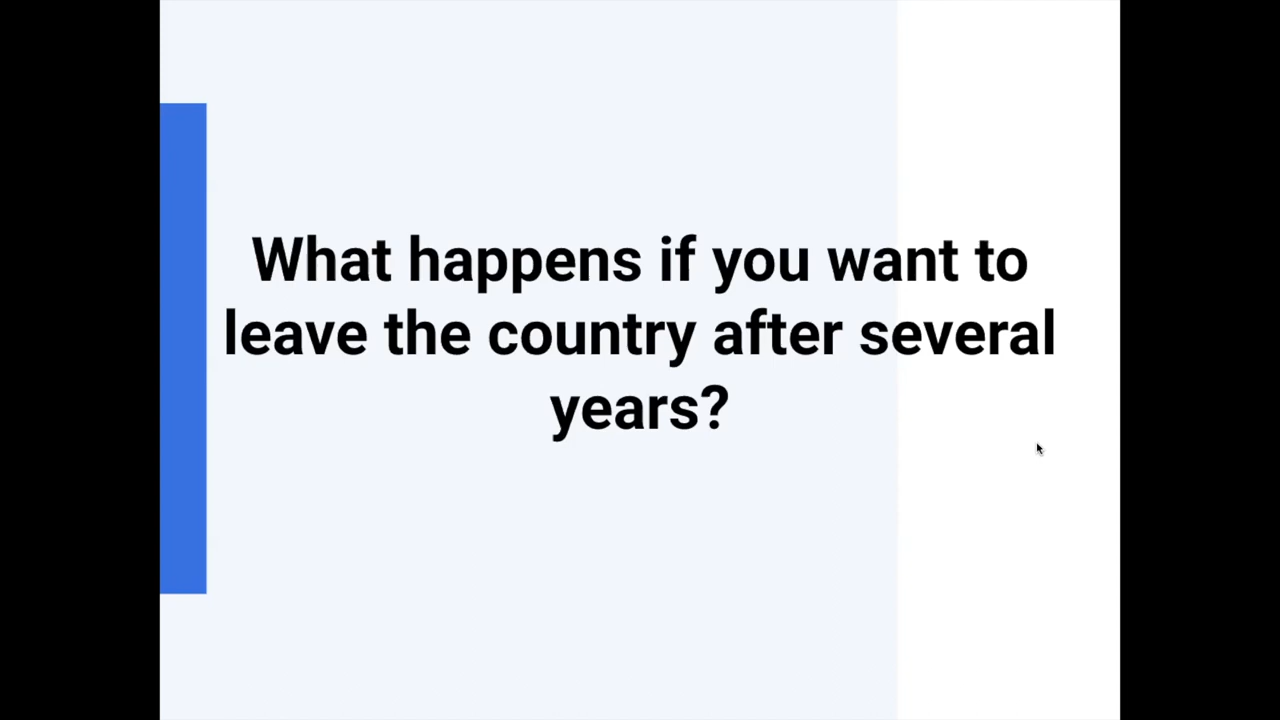 What happens if you want to
leave the country after several
years?